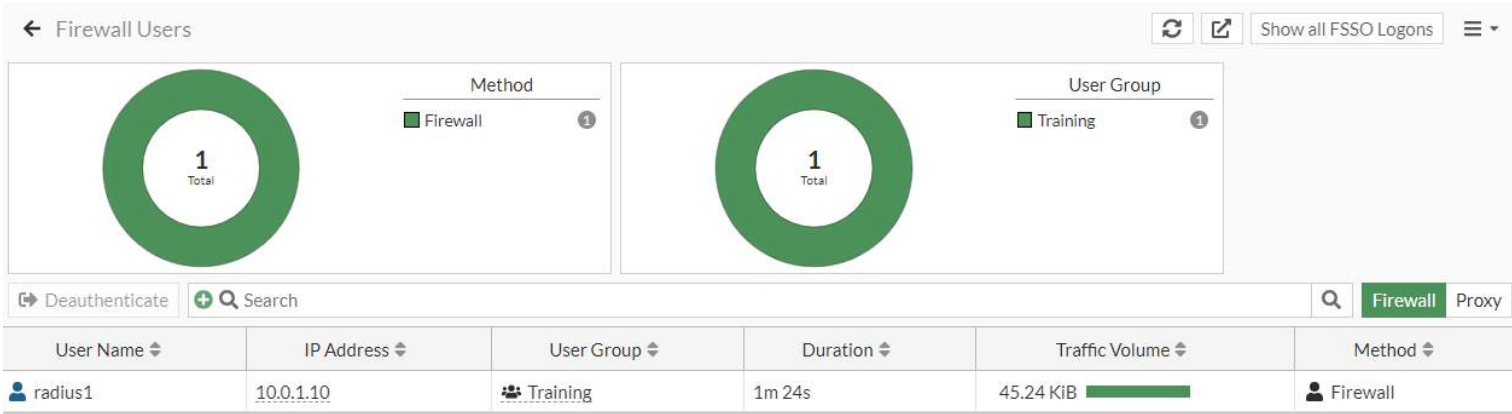 Firewall Users
Show all FSSO Logons
Method
Firewall 1
1
Total
User Group
Training 1
1
Total
Deauthenticate
Search
Firewall Proxy
User Name IP Address User Group Duration Traffic Volume Method
radius1 10.0.1.10 Training 1m 24s 45.24 KiB Firewall